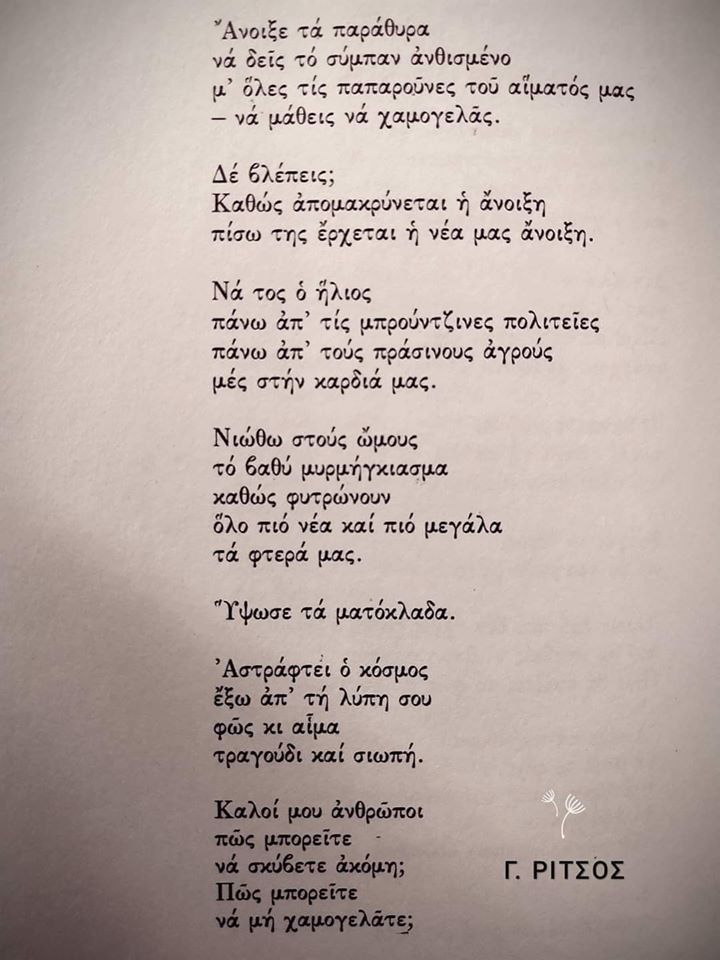 Ἄνοιξε τά παράθυρα
νά δεῖς τό σύμπαν ἀνθισμένο
μ' ὅλες τίς παπαροῦνες τοῦ αἵματός μας
– νά μάθεις νά χαμογελᾶς.
Δέ βλέπεις;
Καθώς ἀπομακρύνεται ἡ ἄνοιξη
πίσω της ἔρχεται ἡ νέα μας ἄνοιξη.
Νά τος ὁ ἥλιος
πάνω ἀπ' τίς μπρούντζινες πολιτεῖες
πάνω ἀπ' τούς πράσινους ἀγρούς
μές στήν καρδιά μας.
Νιώθω στούς ὤμους
τό βαθύ μυρμήγκιασμα
καθώς φυτρώνουν
ὅλο πιό νέα καί πιό μεγάλα
τά φτερά μας.
Ὕψωσε τά ματόκλαδα.
Ἀστράφτει ὁ κόσμος
ἔξω ἀπ' τή λύπη σου
φῶς κι αἷμα
τραγούδι καί σιωπή.
Καλοί μου ἀνθρῶποι
πῶς μπορεῖτε
νά σκύβετε ἀκόμη;
Πῶς μπορεῖτε
νά μή χαμογελᾶτε;
Γ. ΡΙΤΣΟΣ